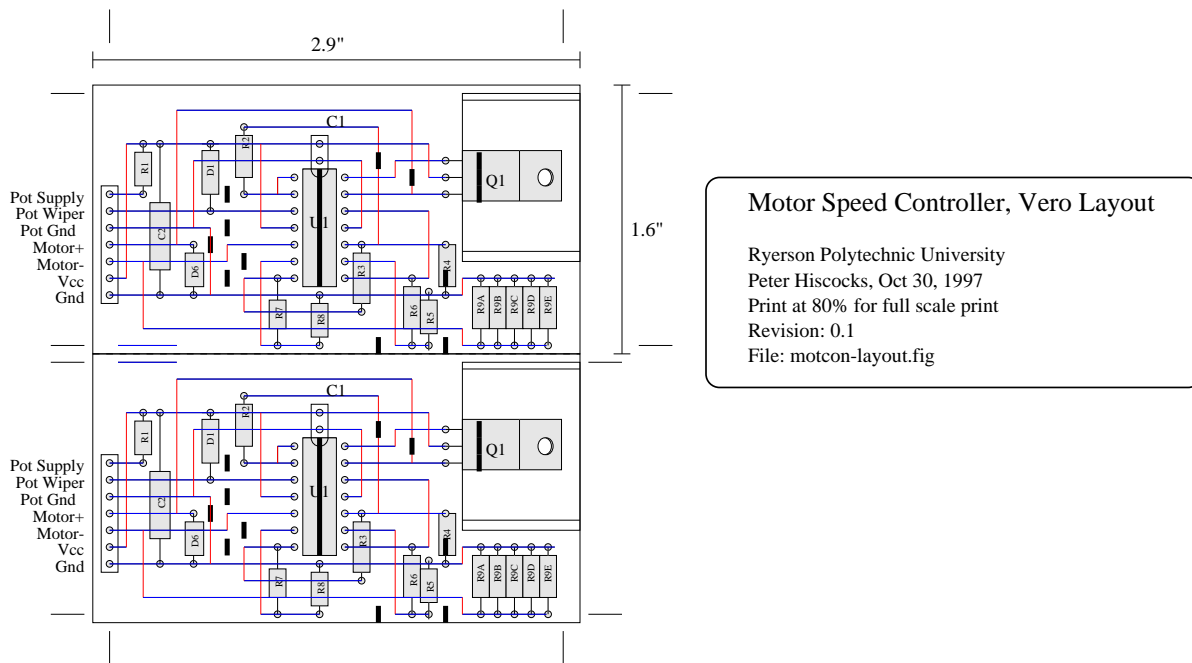 2.9"
C1
R2
R1
D1
Q1
Pot Supply
Pot Wiper
Pot Gnd
Motor+
Motor-
Vcc
Gnd
U1
C2
D6
R3
R4
R7
R8
R6
R5
R9A
R9B
R9C
R9D
R9E
1.6"
Motor Speed Controller, Vero Layout
Ryerson Polytechnic University
Peter Hiscocks, Oct 30, 1997
Print at 80% for full scale print
Revision: 0.1
File: motcon-layout.fig
C1
R2
R1
D1
Q1
Pot Supply
Pot Wiper
Pot Gnd
Motor+
Motor-
Vcc
Gnd
U1
C2
D6
R3
R4
R7
R8
R6
R5
R9A
R9B
R9C
R9D
R9E